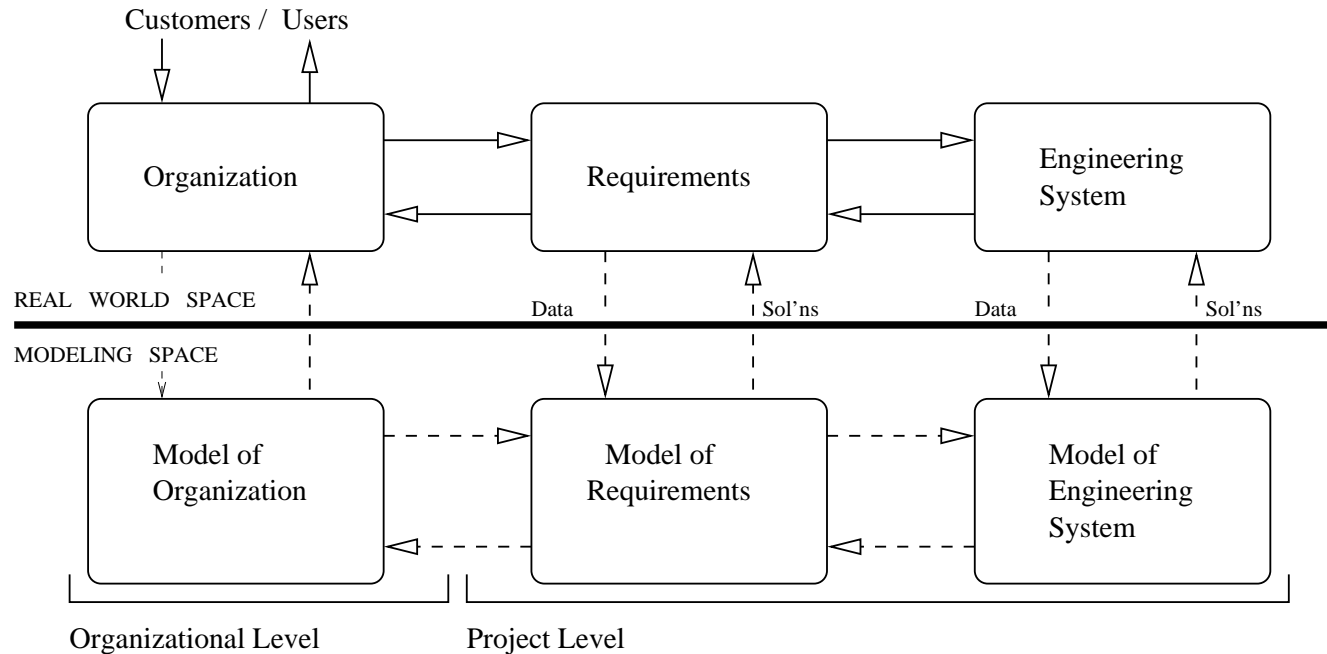 Customers / Users
Organization
Requirements
Engineering
System
REAL WORLD SPACE
Data
Sol'ns
Data
Sol'ns
MODELING SPACE
Model of
Organization
Model of
Requirements
Model of
Engineering
System
Organizational Level
Project Level